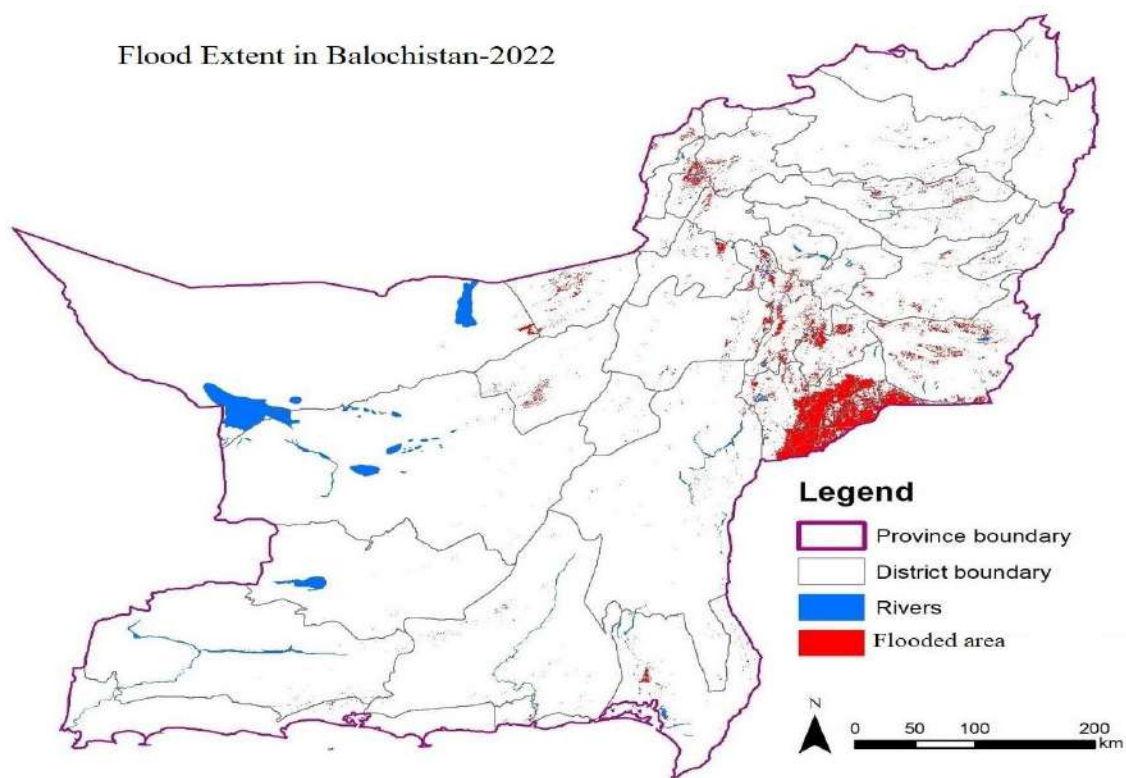 Flood Extent in Balochistan-2022
Legend
Province boundary
District boundary
Rivers
Flooded area
N
0 50 100 200
km